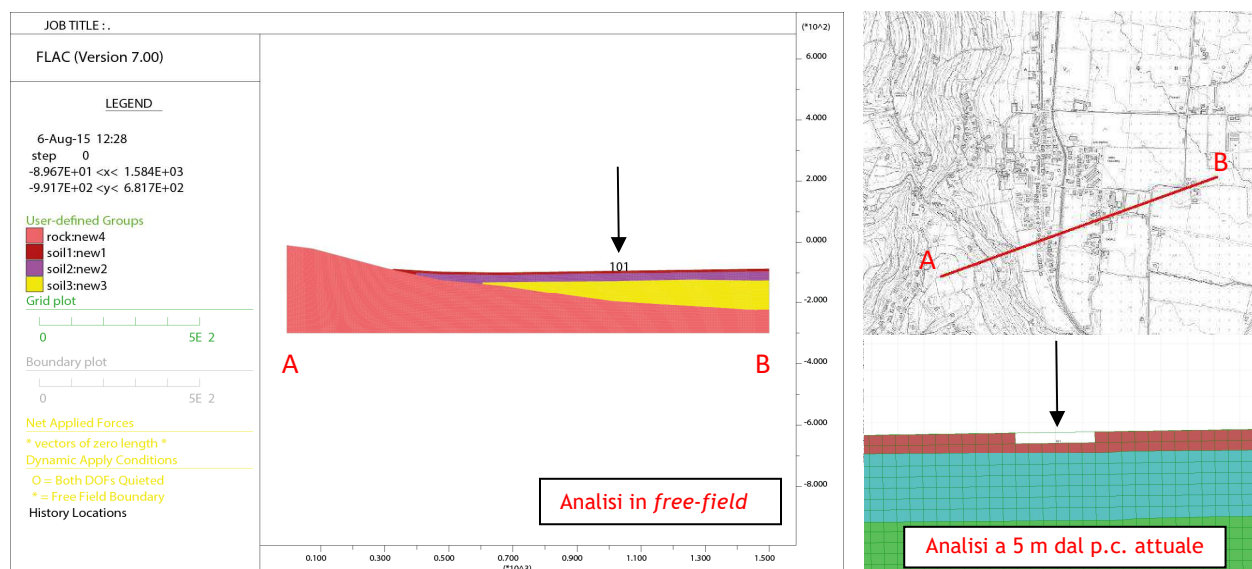 JOB TITLE : .
FLAC (Version 7.00)
LEGEND
6-Aug-15 12:28
step 0
-8.967E+01 <x< 1.584E+03
-9.917E+02 <y< 6.817E+02
User-defined Groups
rock:new4
soil1:new1
soil2:new2
soil3:new3
Grid plot
0 5E 2
Boundary plot
0 5E 2
Net Applied Forces
* vectors of zero length *
Dynamic Apply Conditions
O = Both DOFs Quieted
* = Free Field Boundary
History Locations
101
A
B
Analisi in free-field
(*10^2)
6.000
4.000
2.000
0.000
-2.000
-4.000
-6.000
-8.000
0.100 0.300 0.500 0.700 0.900 1.100 1.300 1.500
(*10^3)
A
B
Analisi a 5 m dal p.c. attuale